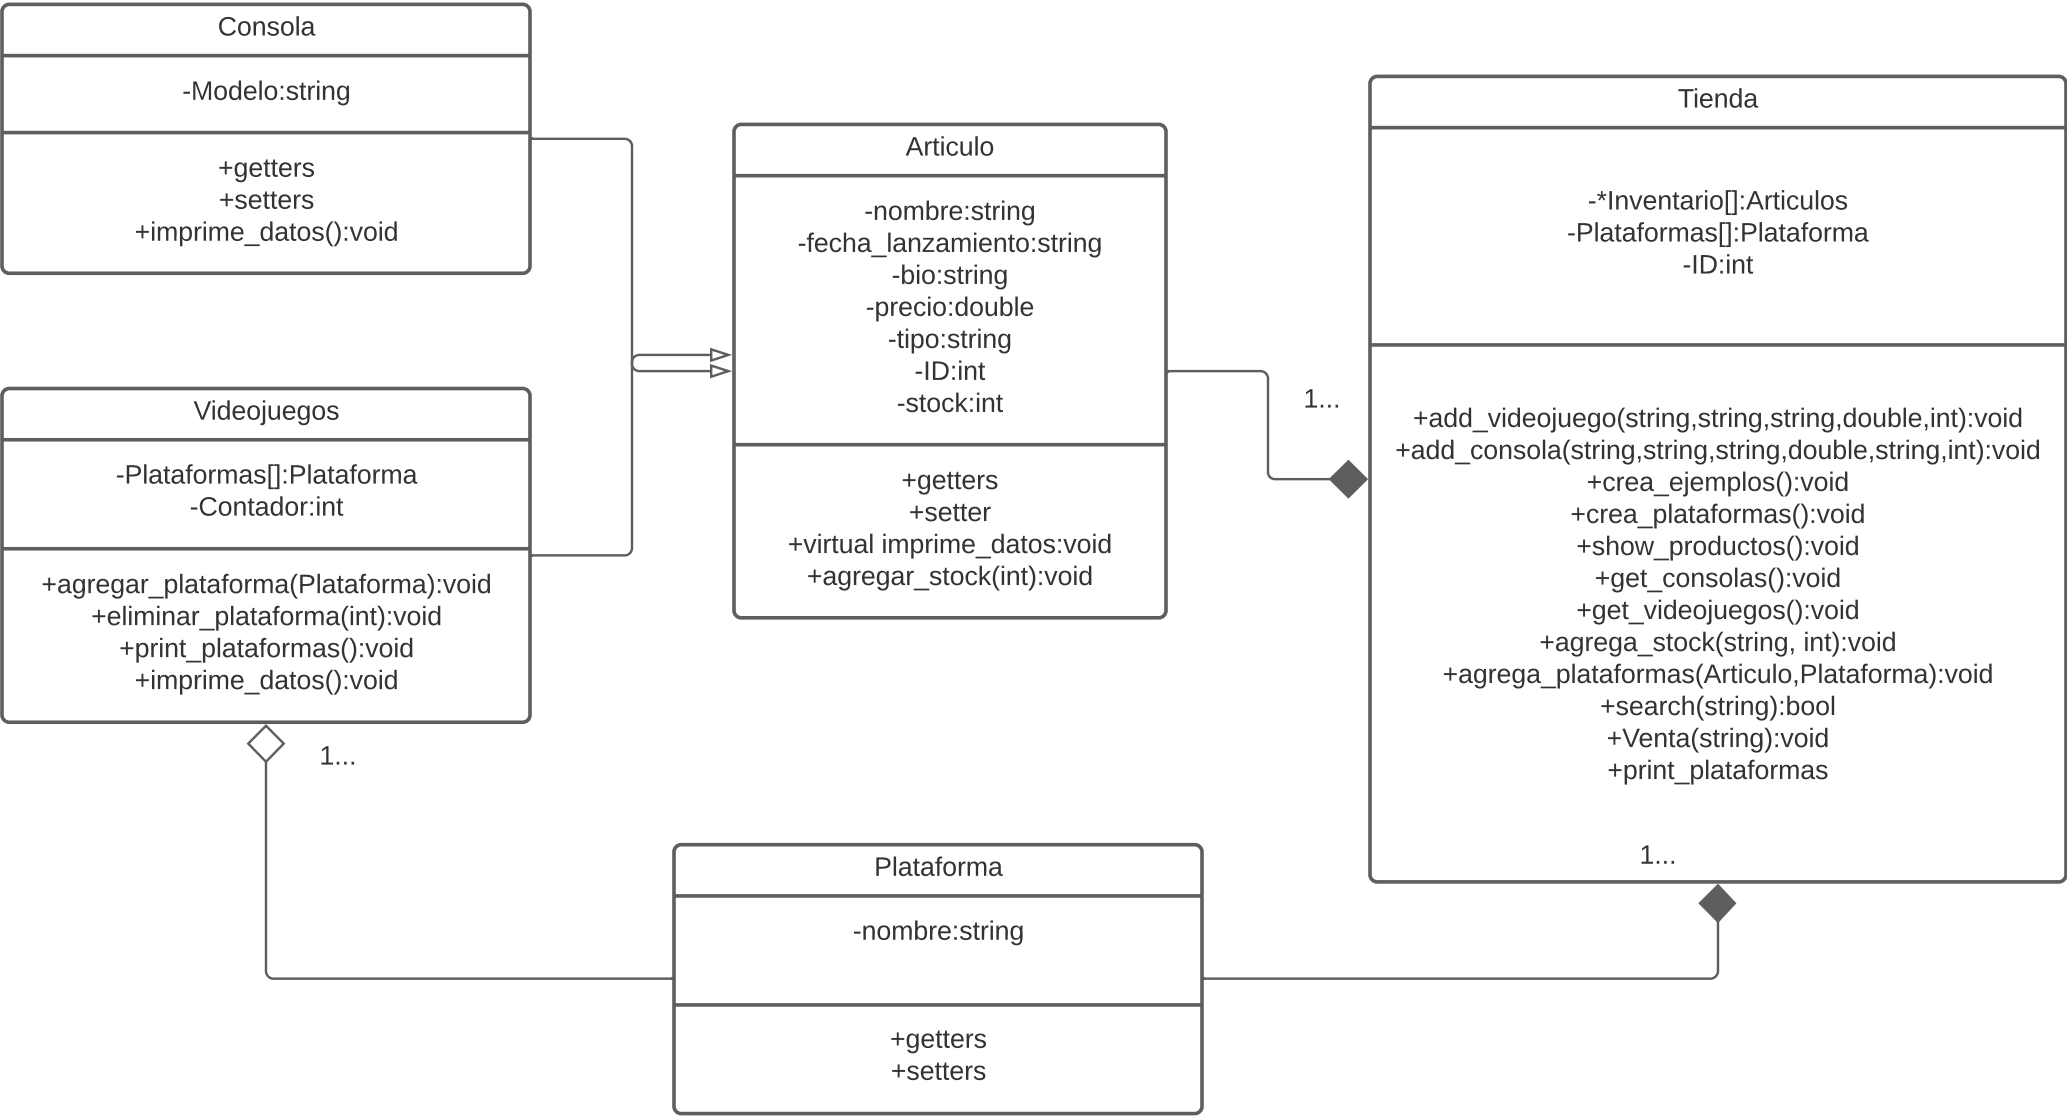 Consola
-Modelo:string
+getters
+setters
+imprime_datos():void
Videojuegos
-Plataformas[]:Plataforma
-Contador:int
+agregar_plataforma(Plataforma):void
+eliminar_plataforma(int):void
+print_plataformas():void
+imprime_datos():void
1...
Articulo
-nombre:string
-fecha_lanzamiento:string
-bio:string
-precio:double
-tipo:string
-ID:int
-stock:int
+getters
+setter
+virtual imprime_datos:void
+agregar_stock(int):void
1...
Tienda
-*Inventario[]:Articulos
-Plataformas[]:Plataforma
-ID:int
+add_videojuego(string,string,string,double,int):void
+add_consola(string,string,string,double,string,int):void
+crea_ejemplos():void
+crea_plataformas():void
+show_productos():void
+get_consolas():void
+get_videojuegos():void
+agrega_stock(string, int):void
+agrega_plataformas(Articulo,Plataforma):void
+search(string):bool
+Venta(string):void
+print_plataformas
1...
Plataforma
-nombre:string
+getters
+setters